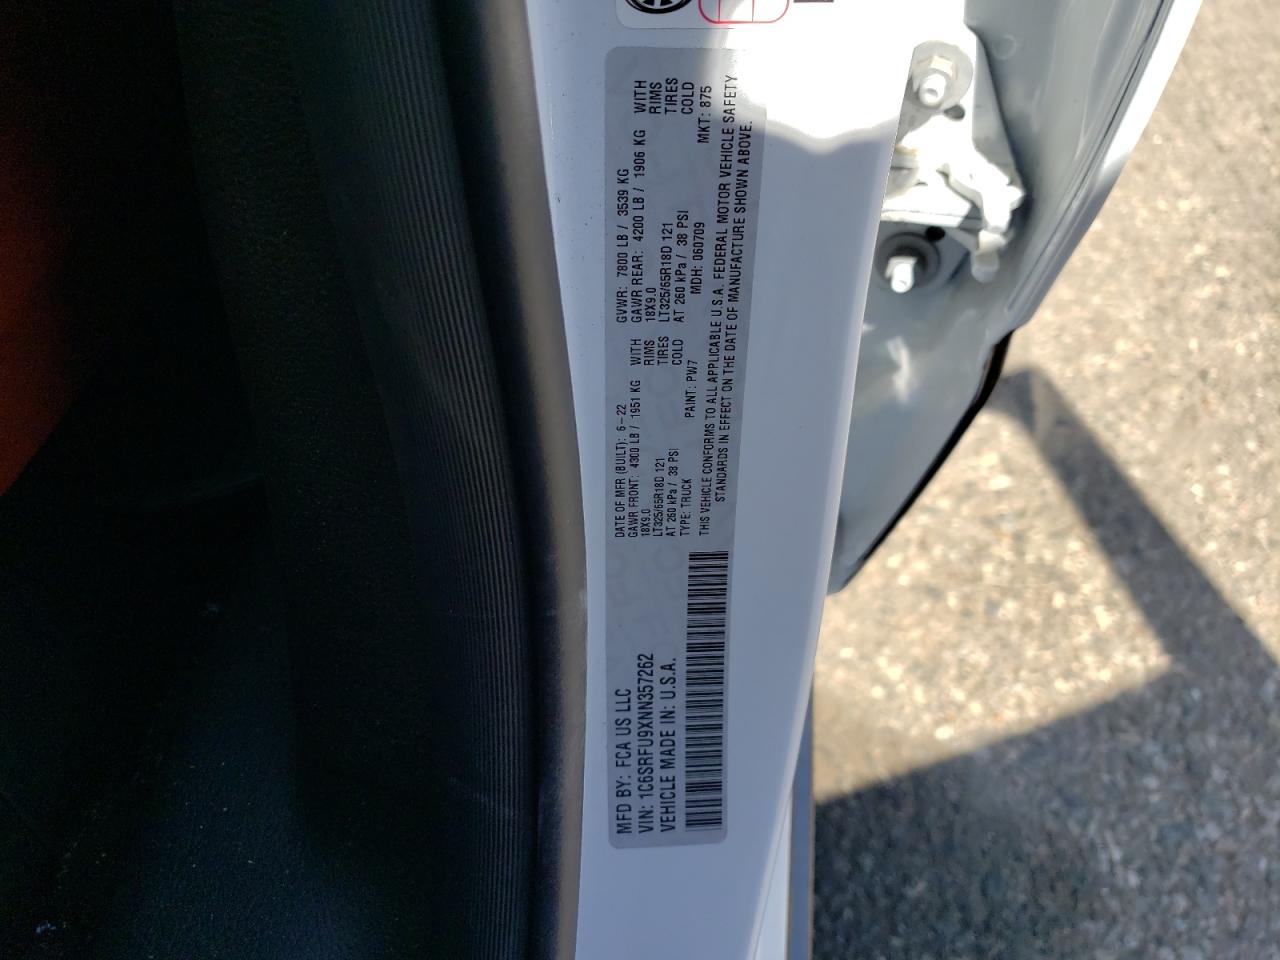 MFD BY: FCA US LLC
VIN: 1C6SRFU9XNN357262
VEHICLE MADE IN: U.S.A.
DATE OF MFR (BUILT): 6-22 GVWR: 7800 LB / 3539 KG
GAWR FRONT: 4300 LB / 1951 KG WITH GAWR REAR: 4200 LB / 1906 KG WITH
18X9.0 RIMS 18X9.0 RIMS
LT325/65R18D 121 TIRES LT325/65R18D 121 TIRES
AT 260 kPa / 38 PSI COLD AT 260 kPa / 38 PSI COLD
TYPE: TRUCK PAINT: PW7 MDH: 060709 MKT: 875
THIS VEHICLE CONFORMS TO ALL APPLICABLE U.S.A. FEDERAL MOTOR VEHICLE SAFETY
STANDARDS IN EFFECT ON THE DATE OF MANUFACTURE SHOWN ABOVE.